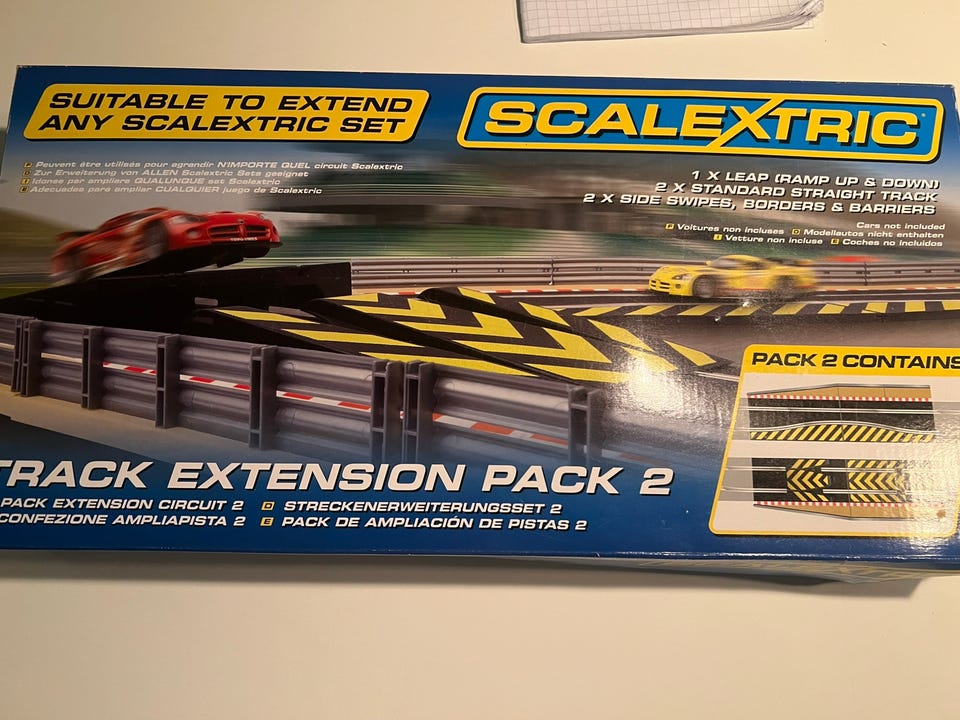 SUITABLE TO EXTEND
ANY SCALEXTRIC SET
SCALEXTRIC
F Peuvent être utilisés pour agrandir N'IMPORTE QUEL circuit Scalextric
D Zur Erweiterung von ALLEN Scalextric Sets geeignet
I Idonee per ampliare QUALUNQUE set Scalextric
E Adecuadas para ampliar CUALQUIER juego de Scalextric
1 X LEAP (RAMP UP & DOWN)
2 X STANDARD STRAIGHT TRACK
2 X SIDE SWIPES, BORDERS & BARRIERS
Cars not included
F Voitures non incluses D Modellautos nicht enthalten
I Vetture non incluse E Coches no incluidos
PACK 2 CONTAINS
TRACK EXTENSION PACK 2
PACK EXTENSION CIRCUIT 2 D STRECKENERWEITERUNGSSET 2
CONFEZIONE AMPLIAPISTA 2 E PACK DE AMPLIACIÓN DE PISTAS 2